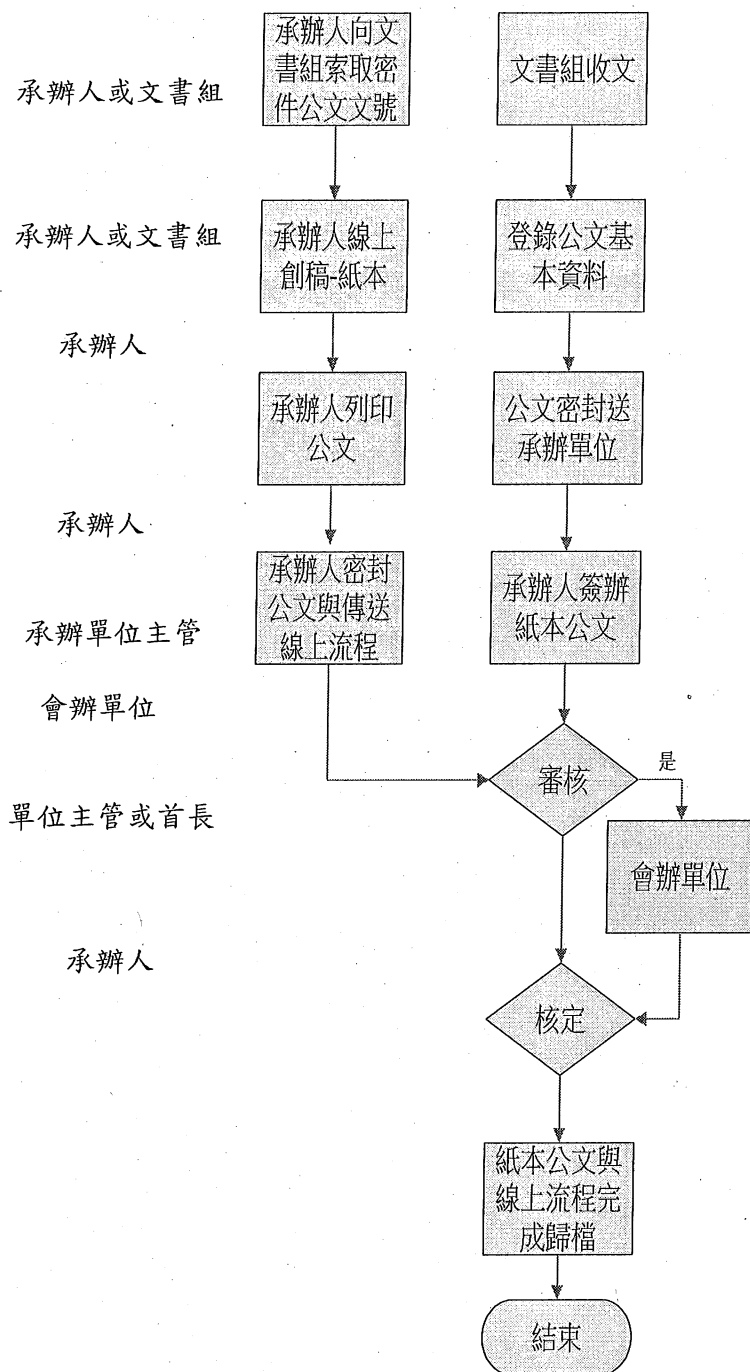 承辦人向文
書組索取密
件公文文號
文書組收文
承辦人或文書組
承辦人或文書組
承辦人線上
創稿-紙本
登錄公文基
本資料
承辦人
承辦人列印
公文
公文密封送
承辦單位
承辦人
承辦人密封
公文與傳送
線上流程
承辦人簽辦
紙本公文
承辦單位主管
會辦單位
審核
是
單位主管或首長
會辦單位
承辦人
核定
紙本公文與
線上流程完
成歸檔
結束